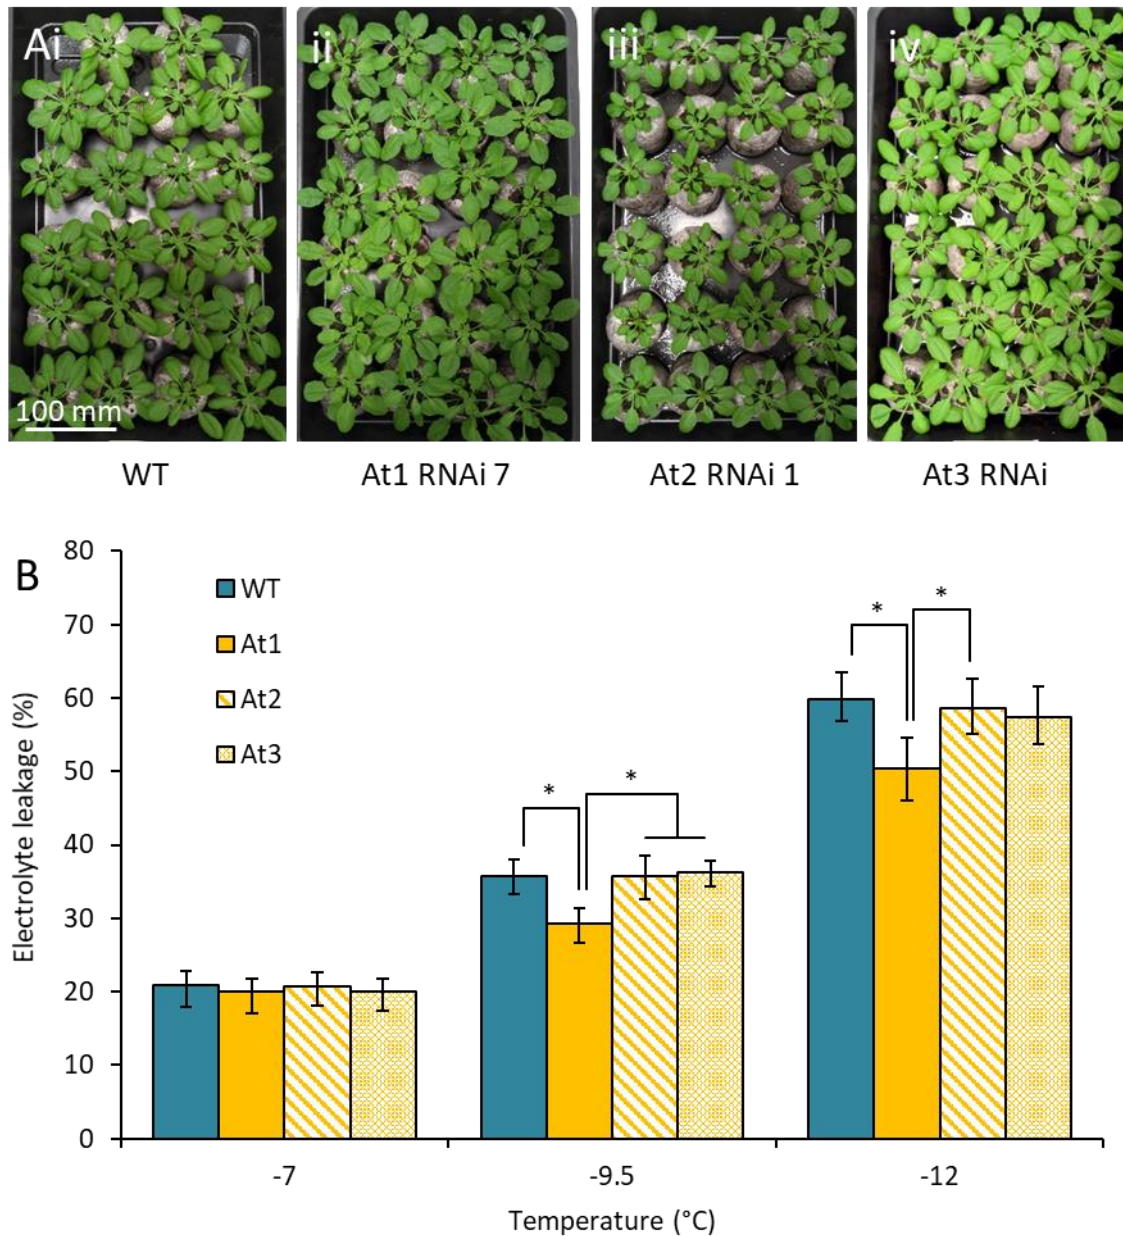 Ai
ii
iii
iv
100 mm
WT
At1 RNAi 7
At2 RNAi 1
At3 RNAi
B
80
70
60
50
40
30
20
10
0
Electrolyte leakage (%)
WT
At1
At2
At3
*
*
*
*
-7
-9.5
-12
Temperature (°C)